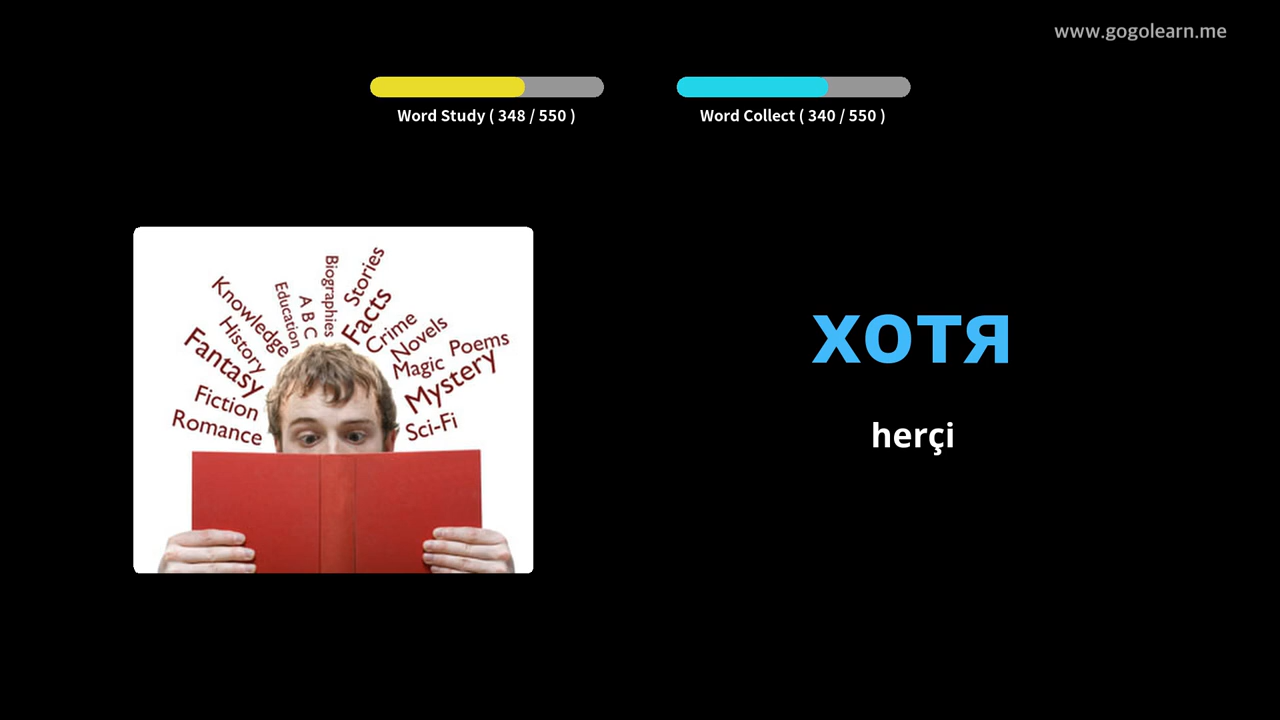 www.gogolearn.me
Word Study ( 348 / 550 )
Word Collect ( 340 / 550 )
Biographies
Stories
Knowledge
Education
A B C
Facts
History
Crime
Novels
Fantasy
Magic
Poems
Mystery
Fiction
Romance
Sci-Fi
хотя
herçi